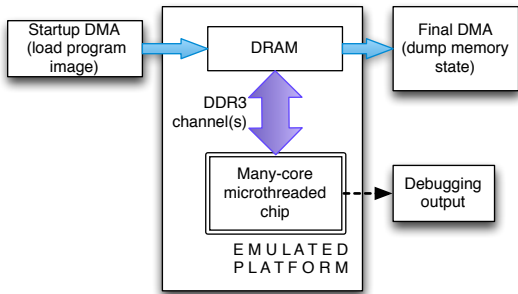 Startup DMA
(load program
image)
DRAM
Final DMA
(dump memory
state)
DDR3
channel(s)
Many-core
microthreaded
chip
Debugging
output
EMULATED
PLATFORM